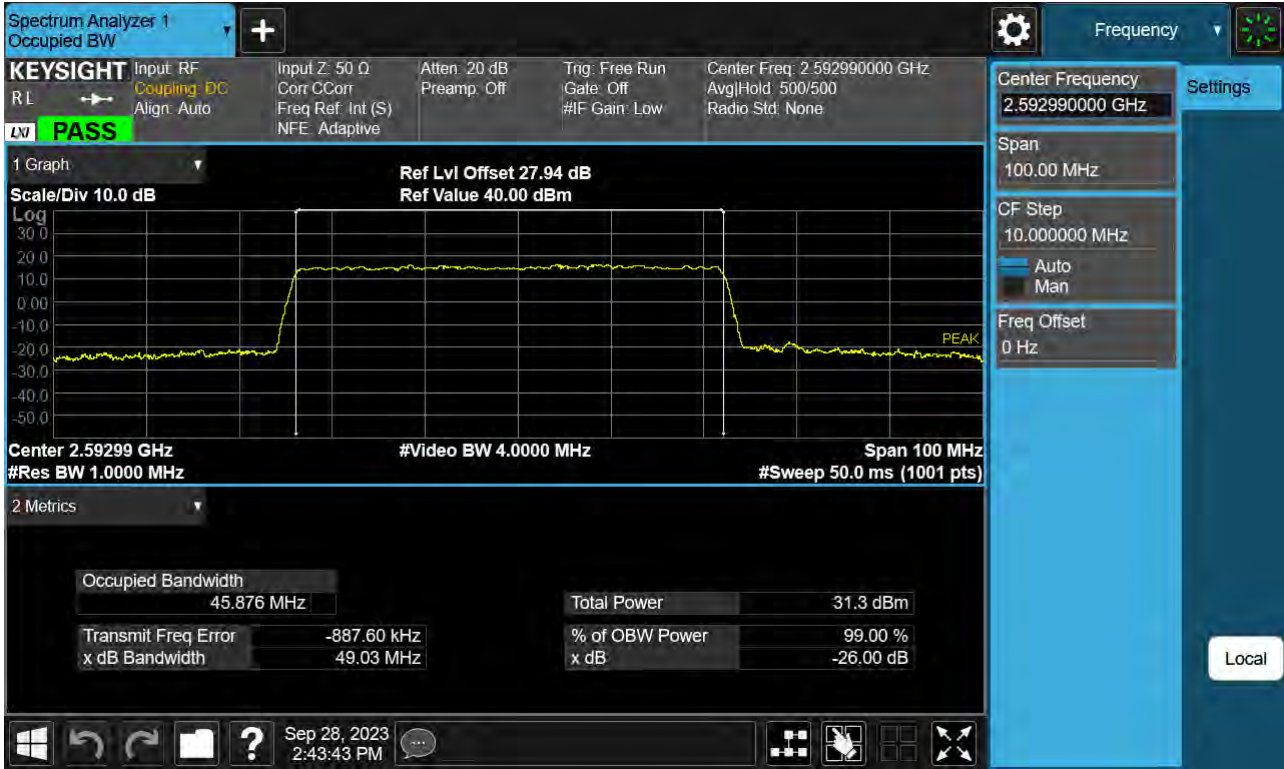 Spectrum Analyzer 1
Occupied BW
Frequency
KEYSIGHT
R L
LXI
PASS
Input: RF
Coupling: DC
Align: Auto
Input Z: 50 Ω
Corr CCorr
Freq Ref: Int (S)
NFE: Adaptive
Atten: 20 dB
Preamp: Off
Trig: Free Run
Gate: Off
#IF Gain: Low
Center Freq: 2.592990000 GHz
Avg|Hold: 500/500
Radio Std: None
1 Graph
Scale/Div 10.0 dB
Ref Lvl Offset 27.94 dB
Ref Value 40.00 dBm
Log
30.0
20.0
10.0
0.00
-10.0
-20.0
-30.0
-40.0
-50.0
PEAK
Center 2.59299 GHz
#Video BW 4.0000 MHz
Span 100 MHz
#Res BW 1.0000 MHz
#Sweep 50.0 ms (1001 pts)
2 Metrics
Occupied Bandwidth
45.876 MHz
Transmit Freq Error -887.60 kHz
x dB Bandwidth 49.03 MHz
Total Power 31.3 dBm
% of OBW Power 99.00 %
x dB -26.00 dB
Center Frequency
2.592990000 GHz
Span
100.00 MHz
CF Step
10.000000 MHz
Auto
Man
Freq Offset
0 Hz
Settings
Local
?
Sep 28, 2023
2:43:43 PM